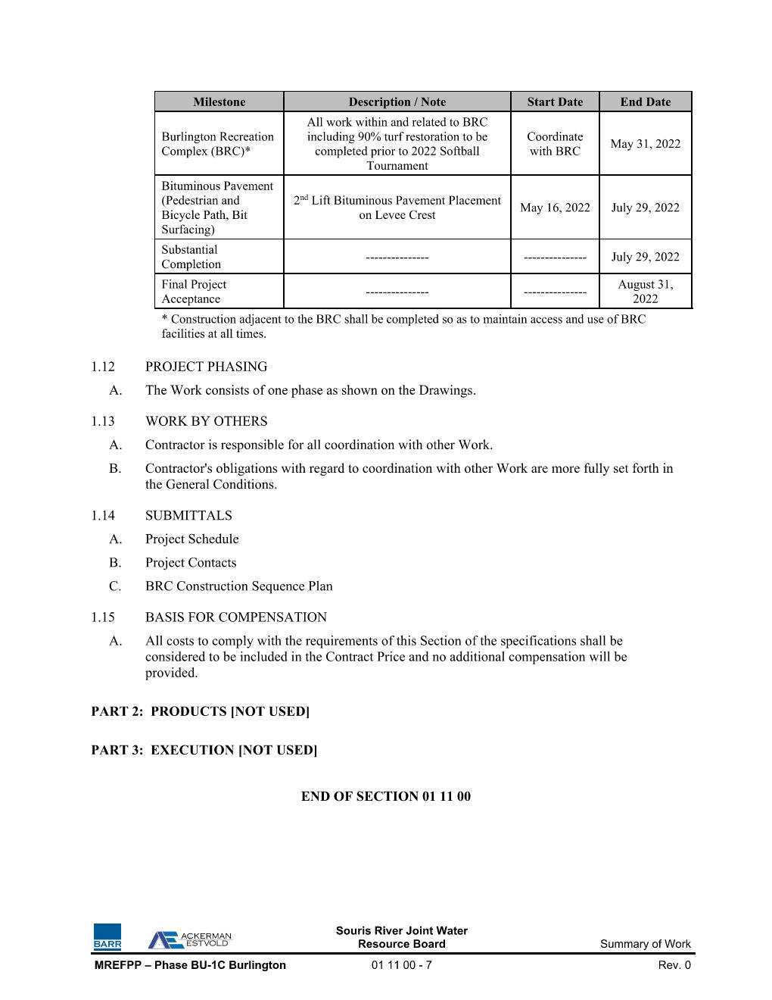 Milestone Description / Note Start Date End Date
Burlington Recreation
Complex (BRC)*
All work within and related to BRC
including 90% turf restoration to be
completed prior to 2022 Softball
Tournament
Coordinate
with BRC
May 31, 2022
Bituminous Pavement
(Pedestrian and
Bicycle Path, Bit
Surfacing)
2nd Lift Bituminous Pavement Placement
on Levee Crest
May 16, 2022
July 29, 2022
Substantial
Completion
---------------
---------------
July 29, 2022
Final Project
Acceptance
---------------
---------------
August 31,
2022
* Construction adjacent to the BRC shall be completed so as to maintain access and use of BRC
facilities at all times.
1.12 PROJECT PHASING
A. The Work consists of one phase as shown on the Drawings.
1.13 WORK BY OTHERS
A. Contractor is responsible for all coordination with other Work.
B. Contractor's obligations with regard to coordination with other Work are more fully set forth in
the General Conditions.
1.14 SUBMITTALS
A. Project Schedule
B. Project Contacts
C. BRC Construction Sequence Plan
1.15 BASIS FOR COMPENSATION
A. All costs to comply with the requirements of this Section of the specifications shall be
considered to be included in the Contract Price and no additional compensation will be
provided.
PART 2: PRODUCTS [NOT USED]
PART 3: EXECUTION [NOT USED]
END OF SECTION 01 11 00
BARR
AE ACKERMAN
ESTVOLD
Souris River Joint Water
Resource Board
Summary of Work
MREFPP – Phase BU-1C Burlington 01 11 00 - 7 Rev. 0